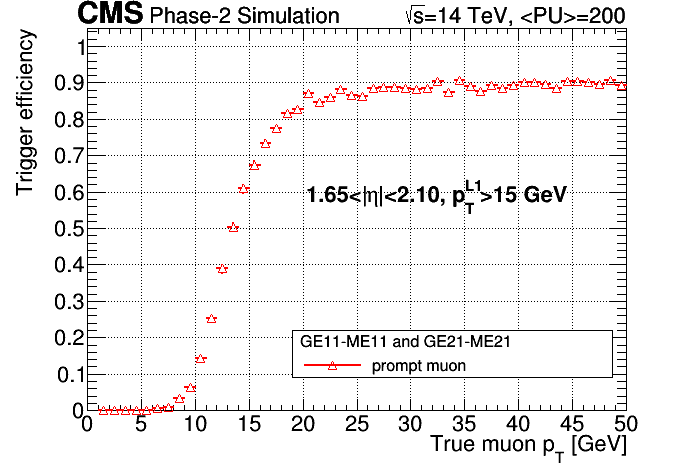 CMS Phase-2 Simulation √s=14 TeV, <PU>=200
Trigger efficiency
1
0.9
0.8
0.7
0.6
0.5
0.4
0.3
0.2
0.1
0
1.65<|η|<2.10, p_T^L1>15 GeV
GE11-ME11 and GE21-ME21
prompt muon
0 5 10 15 20 25 30 35 40 45 50
True muon p_T [GeV]